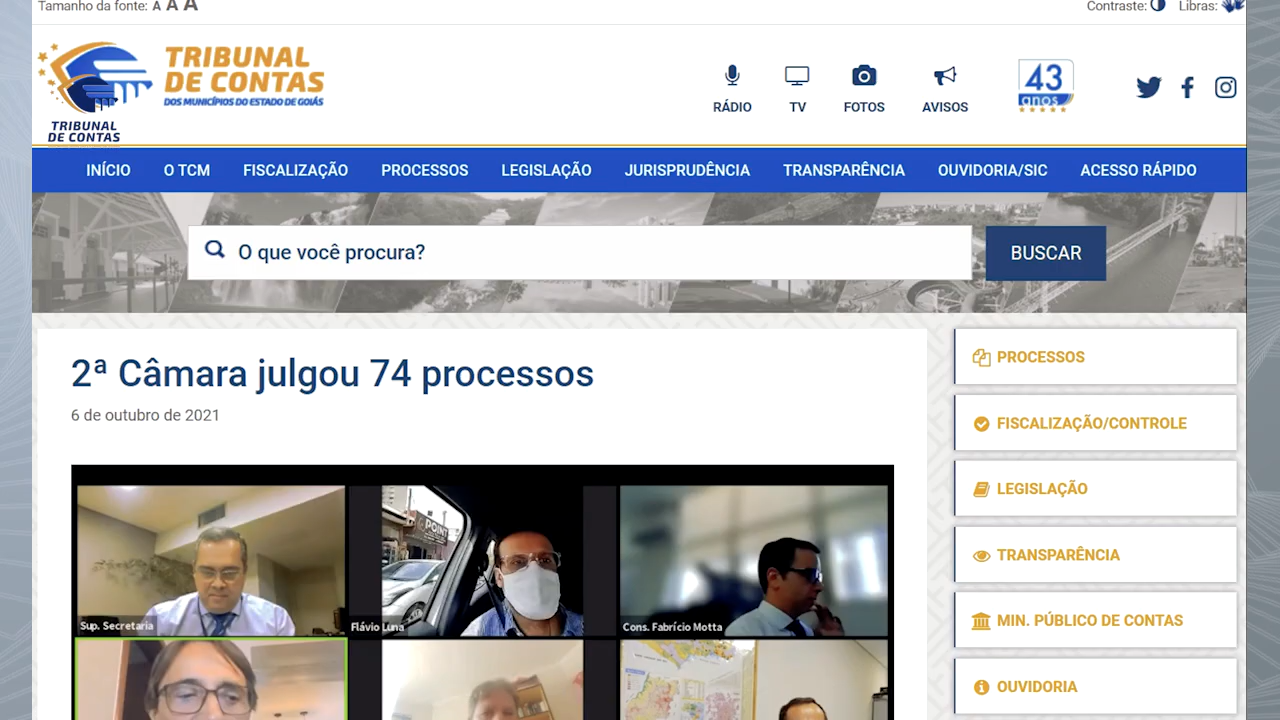 Tamanho da fonte: A A A
Contraste: Libras:
TRIBUNAL
DE CONTAS
DOS MUNICÍPIOS DO ESTADO DE GOIÁS
TRIBUNAL
DE CONTAS
RÁDIO TV FOTOS AVISOS
43
anos
INÍCIO O TCM FISCALIZAÇÃO PROCESSOS LEGISLAÇÃO JURISPRUDÊNCIA TRANSPARÊNCIA OUVIDORIA/SIC ACESSO RÁPIDO
O que você procura?
BUSCAR
2ª Câmara julgou 74 processos
6 de outubro de 2021
POINT
Sup. Secretaria
Flávio Luna
Cons. Fabrício Motta
PROCESSOS
FISCALIZAÇÃO/CONTROLE
LEGISLAÇÃO
TRANSPARÊNCIA
MIN. PÚBLICO DE CONTAS
OUVIDORIA